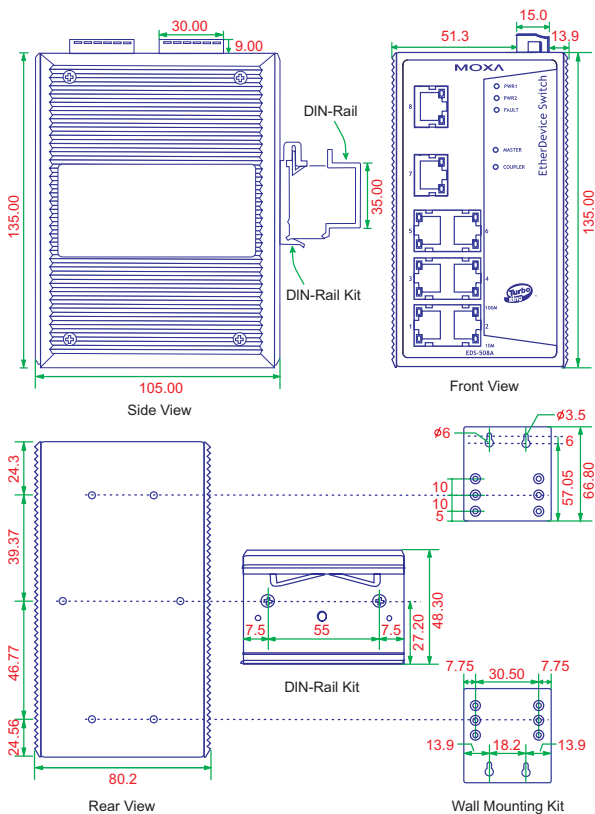 30.00
9.00
135.00
DIN-Rail
35.00
DIN-Rail Kit
105.00
Side View
15.0
51.3
13.9
MOXA
PWR1
PWR2
FAULT
MASTER
COUPLER
EtherDevice Switch
8
7
5
6
3
4
100M
1
2
10M
Turbo
Ring
™
EDS-508A
135.00
Front View
24.3
39.37
46.77
24.56
80.2
Rear View
7.5
55
7.5
27.20
48.30
DIN-Rail Kit
ø6
ø3.5
6
10
10
5
57.05
66.80
7.75
30.50
7.75
13.9
18.2
13.9
Wall Mounting Kit